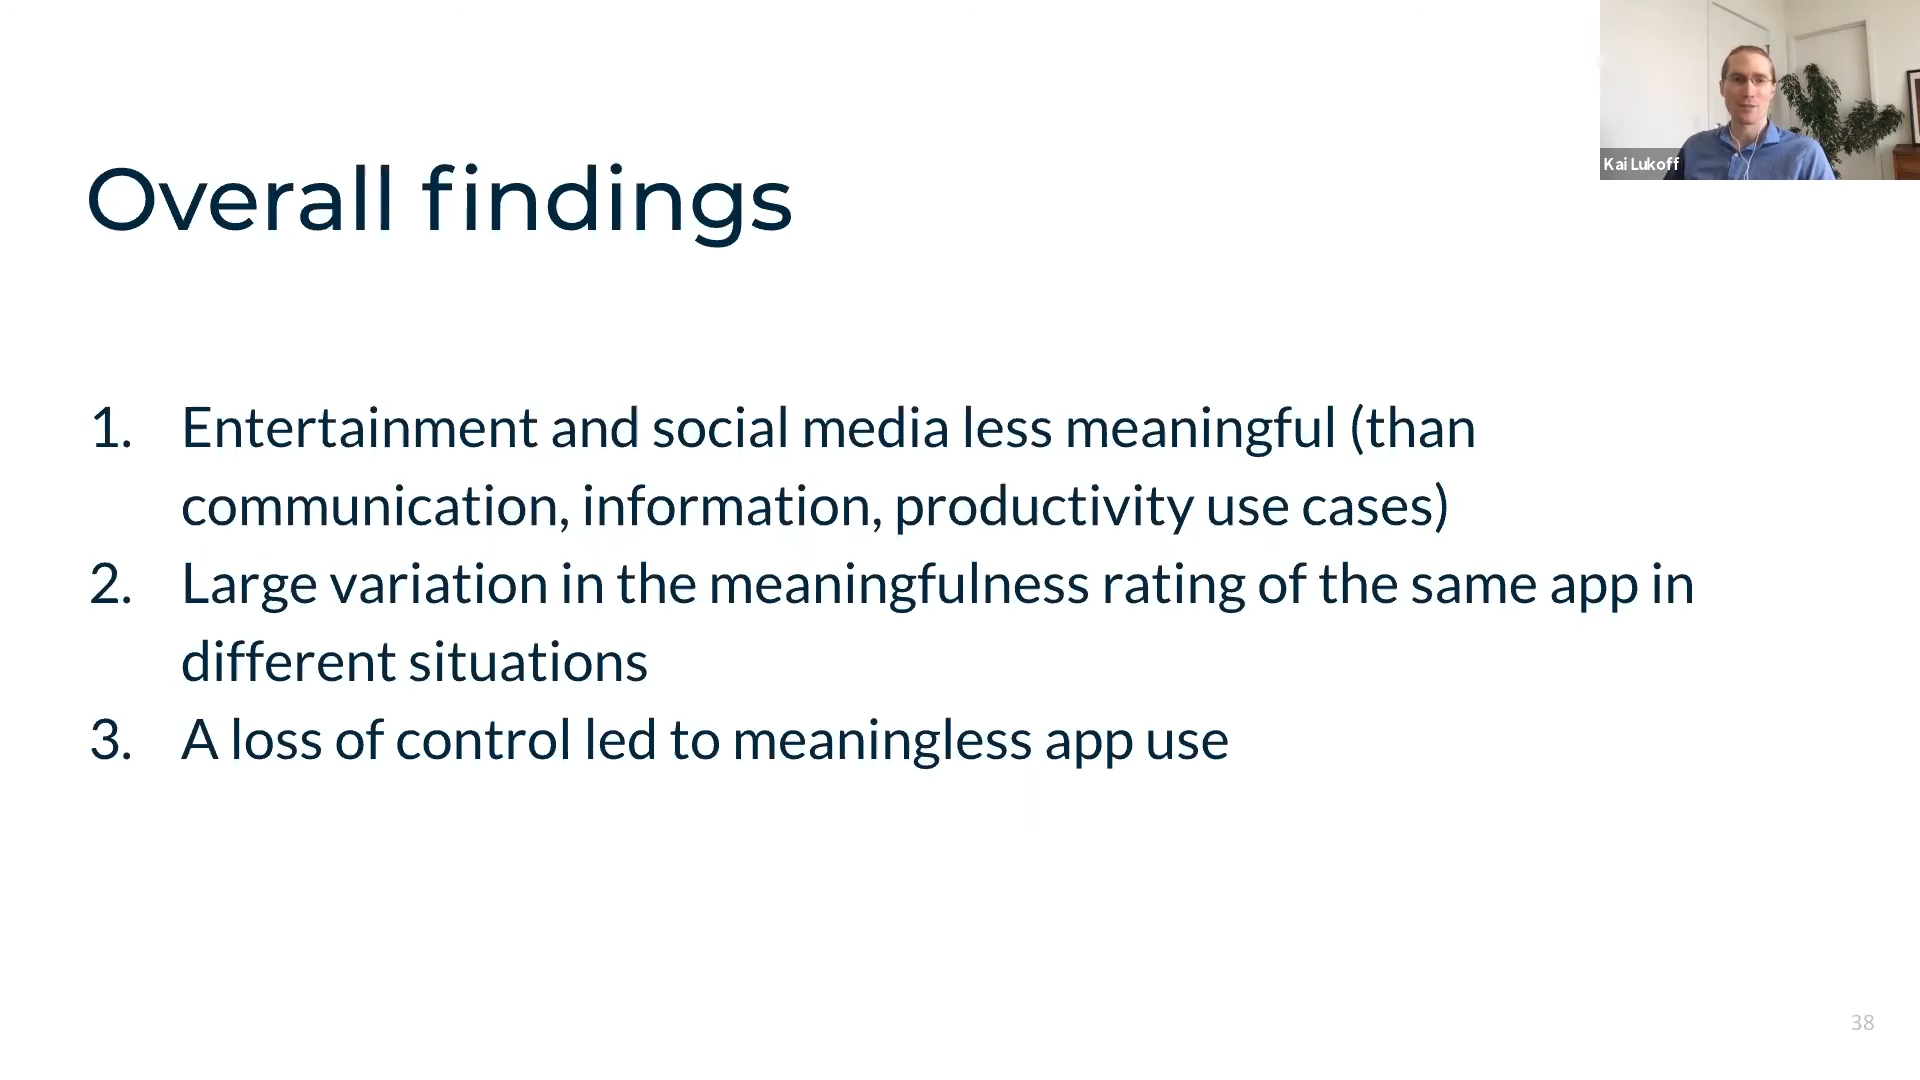 Kai Lukoff
Overall findings
1. Entertainment and social media less meaningful (than
communication, information, productivity use cases)
2. Large variation in the meaningfulness rating of the same app in
different situations
3. A loss of control led to meaningless app use
38